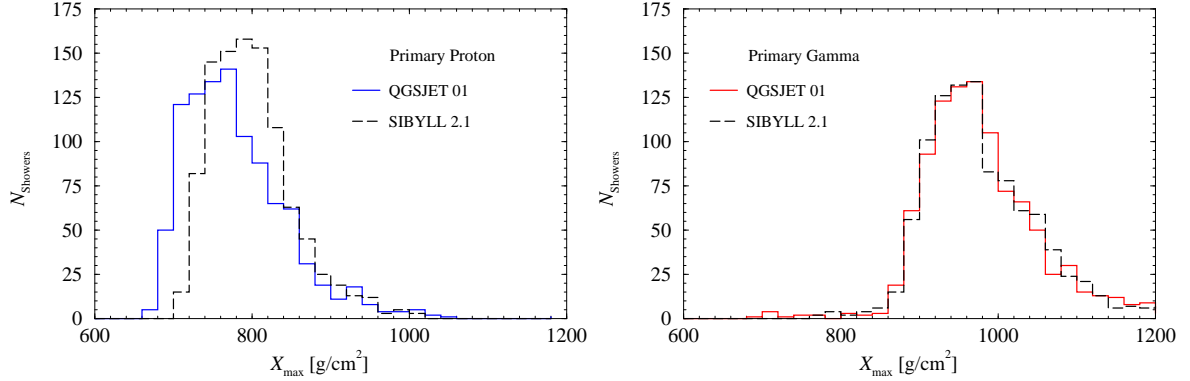 175
150
125
100
75
50
25
0
N_Showers
600
800
1000
1200
X_max [g/cm²]
Primary Proton
QGSJET 01
SIBYLL 2.1
175
150
125
100
75
50
25
0
N_Showers
600
800
1000
1200
X_max [g/cm²]
Primary Gamma
QGSJET 01
SIBYLL 2.1